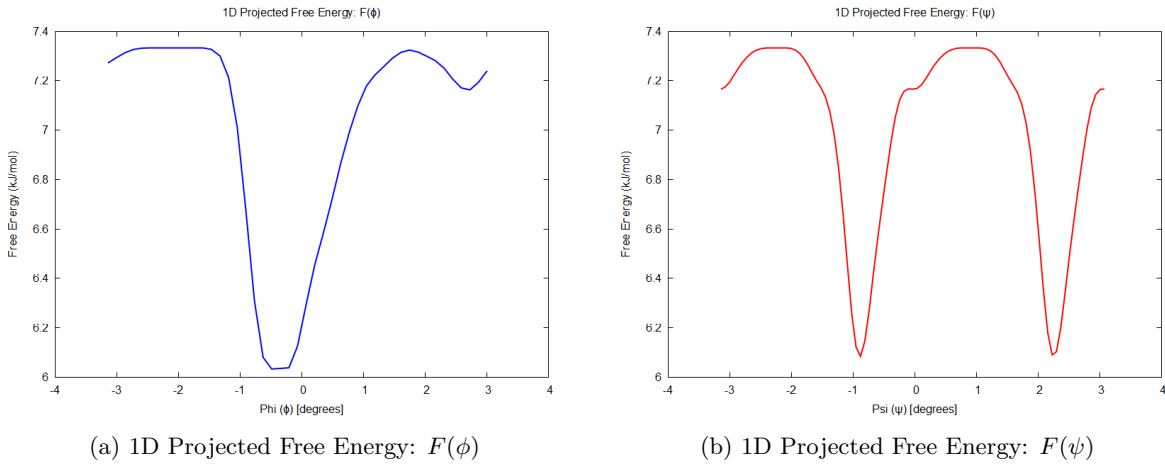 1D Projected Free Energy: F(ϕ)
7.4
7.2
7
6.8
6.6
6.4
6.2
6
Free Energy (kJ/mol)
-4 -3 -2 -1 0 1 2 3 4
Phi (ϕ) [degrees]
(a) 1D Projected Free Energy: F(ϕ)
1D Projected Free Energy: F(ψ)
7.4
7.2
7
6.8
6.6
6.4
6.2
6
Free Energy (kJ/mol)
-4 -3 -2 -1 0 1 2 3 4
Psi (ψ) [degrees]
(b) 1D Projected Free Energy: F(ψ)